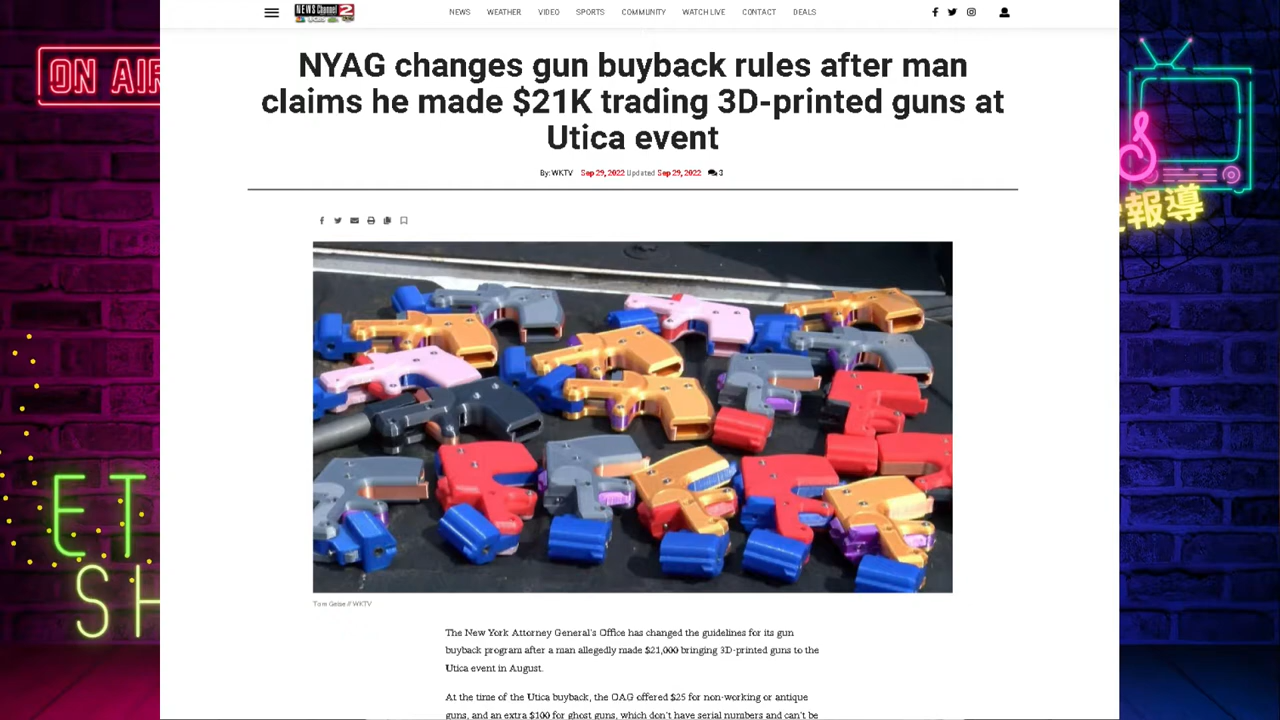 NEWS Channel 2
NEWS WEATHER VIDEO SPORTS COMMUNITY WATCH LIVE CONTACT DEALS
ON AIR
NYAG changes gun buyback rules after man
claims he made $21K trading 3D-printed guns at
Utica event
By: WKTV Sep 29, 2022 Updated Sep 29, 2022 3
報導
ET
SH
Tom Geise // WKTV
The New York Attorney General's Office has changed the guidelines for its gun
buyback program after a man allegedly made $21,000 bringing 3D-printed guns to the
Utica event in August.
At the time of the Utica buyback, the OAG offered $25 for non-working or antique
guns, and an extra $100 for ghost guns, which don't have serial numbers and can't be